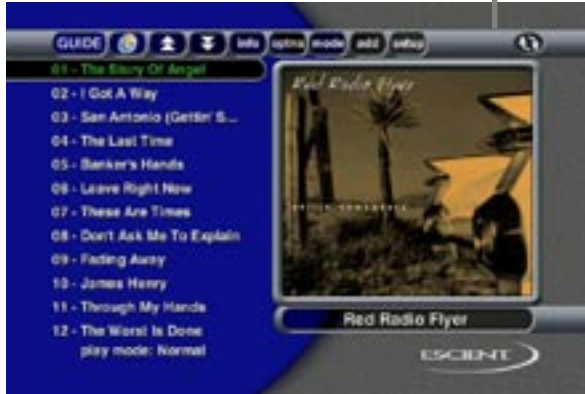 GUIDE info optns mode add setup
01 - The Story Of Angel
02 - I Got A Way
03 - San Antonio (Gettin' S...
04 - The Last Time
05 - Banker's Hands
06 - Leave Right Now
07 - These Are Times
08 - Don't Ask Me To Explain
09 - Fading Away
10 - James Henry
11 - Through My Hands
12 - The Worst Is Done
play mode: Normal
Red Radio Flyer
Red Radio Flyer
ESCIENT